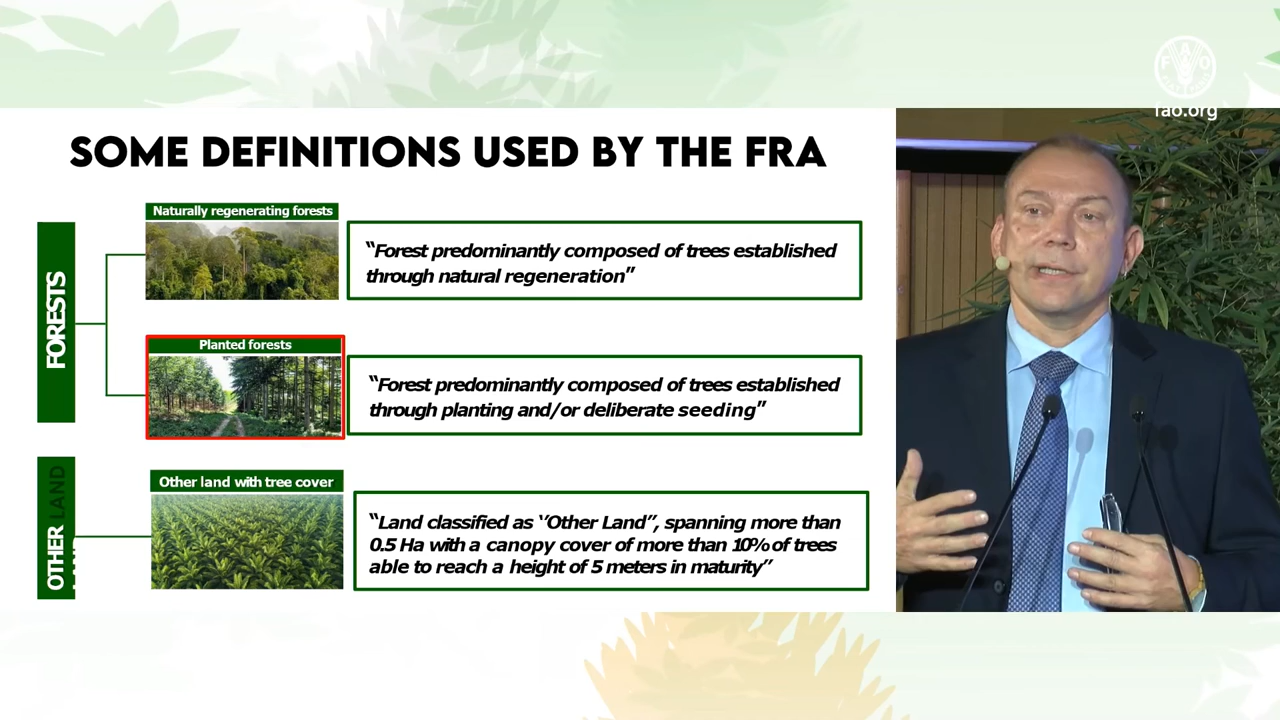 FAO
fao.org
SOME DEFINITIONS USED BY THE FRA
FORESTS
Naturally regenerating forests
“Forest predominantly composed of trees established
through natural regeneration”
Planted forests
“Forest predominantly composed of trees established
through planting and/or deliberate seeding”
OTHER LAND
Other land with tree cover
“Land classified as “Other Land”, spanning more than
0.5 Ha with a canopy cover of more than 10% of trees
able to reach a height of 5 meters in maturity”